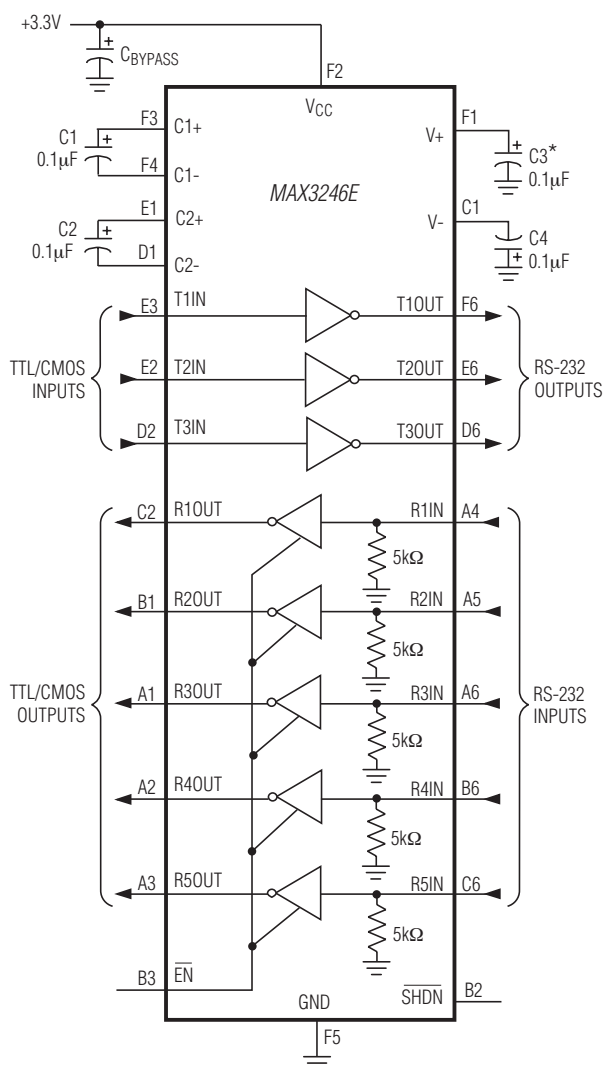 +3.3V
CBYPASS
F2
VCC
F3
C1+
C1
0.1µF
F4
C1-
E1
C2+
C2
0.1µF
D1
C2-
MAX3246E
F1
V+
C3*
0.1µF
C1
V-
C4
0.1µF
TTL/CMOS
INPUTS
E3 T1IN T1OUT F6
E2 T2IN T2OUT E6
D2 T3IN T3OUT D6
RS-232
OUTPUTS
TTL/CMOS
OUTPUTS
C2 R1OUT R1IN A4
5kΩ
B1 R2OUT R2IN A5
5kΩ
A1 R3OUT R3IN A6
5kΩ
A2 R4OUT R4IN B6
5kΩ
A3 R5OUT R5IN C6
5kΩ
RS-232
INPUTS
B3 EN
GND
SHDN B2
F5